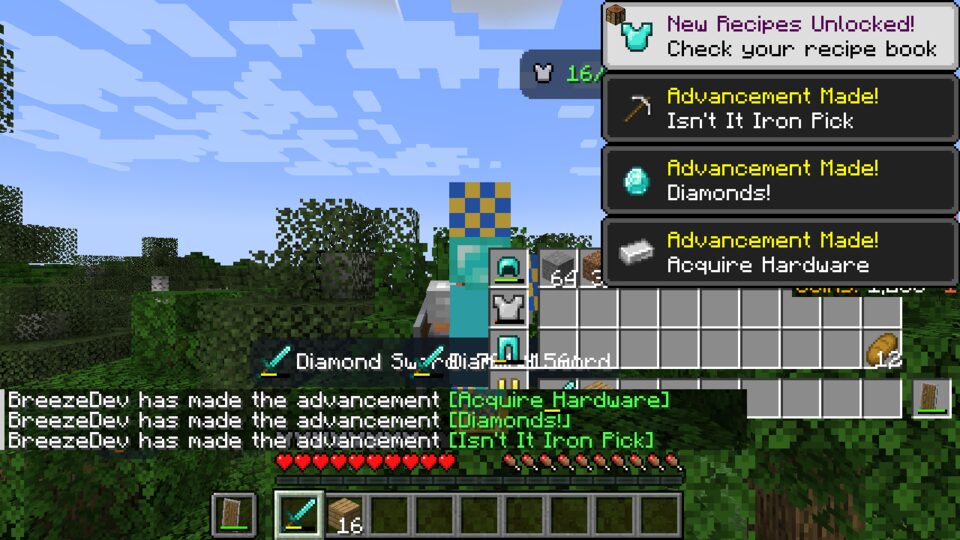 New Recipes Unlocked!
Check your recipe book
16/
Advancement Made!
Isn't It Iron Pick
Advancement Made!
Diamonds!
Advancement Made!
Acquire Hardware
64
12
Diamond Sword
BreezeDev has made the advancement [Acquire Hardware]
BreezeDev has made the advancement [Diamonds!]
BreezeDev has made the advancement [Isn't It Iron Pick]
16